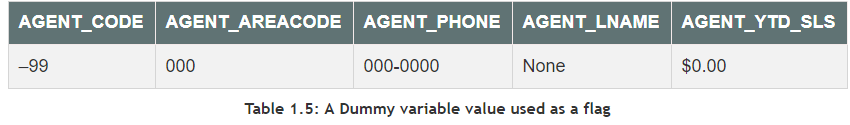 AGENT_CODE AGENT_AREACODE AGENT_PHONE AGENT_LNAME AGENT_YTD_SLS
–99 000 000-0000 None $0.00
Table 1.5: A Dummy variable value used as a flag